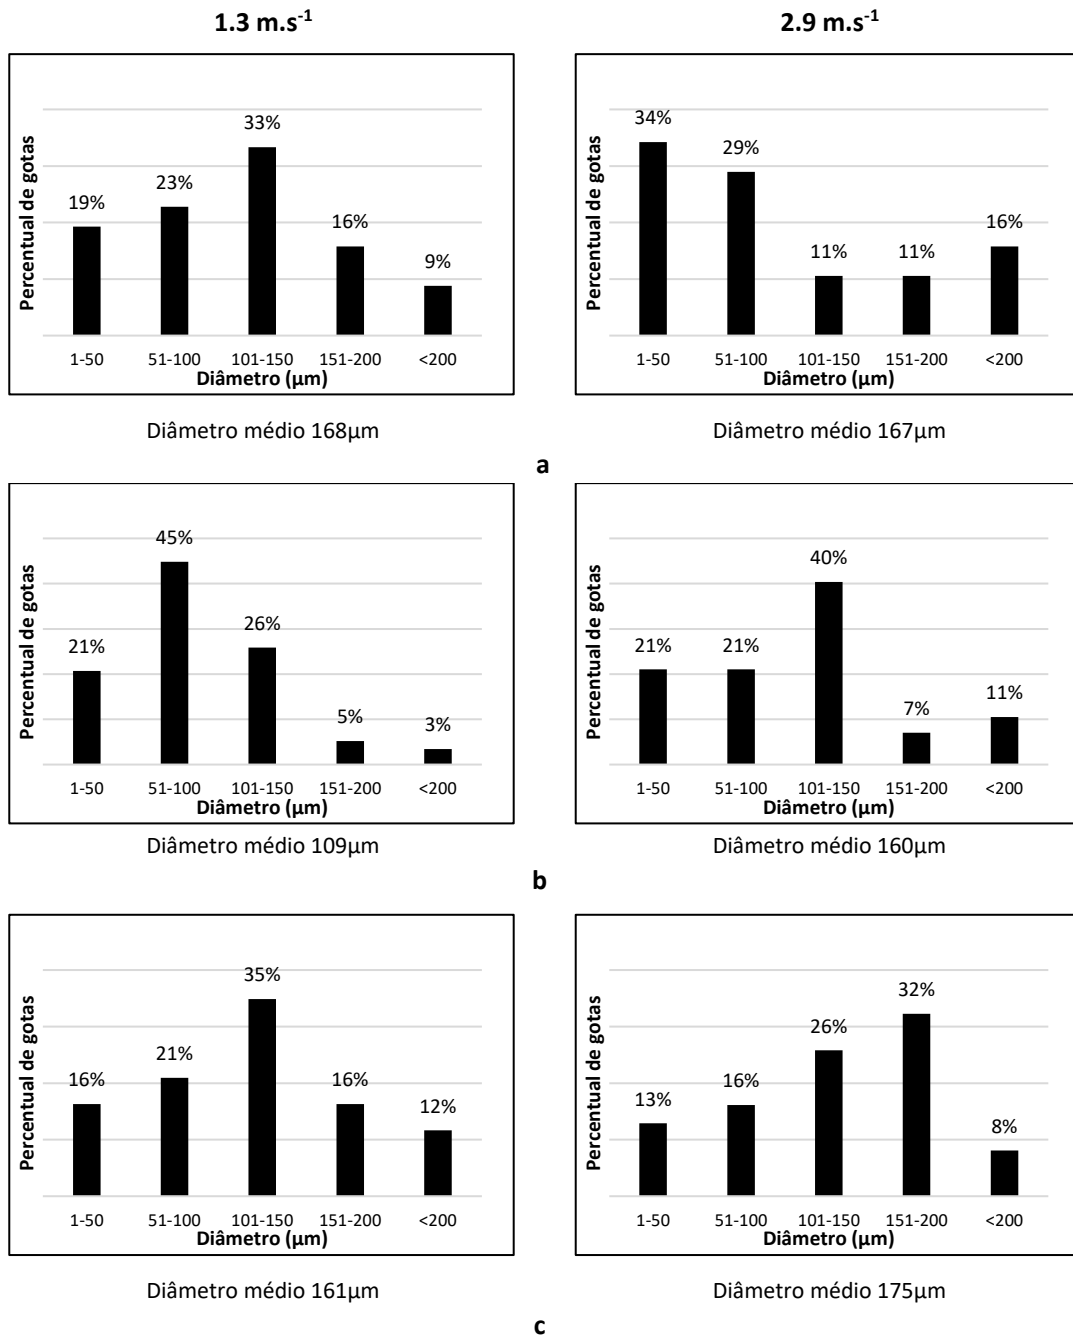 1.3 m.s-1
2.9 m.s-1
Percentual de gotas
19%
23%
33%
16%
9%
1-50 51-100 101-150 151-200 <200
Diâmetro (µm)
Diâmetro médio 168µm
Percentual de gotas
34%
29%
11%
11%
16%
1-50 51-100 101-150 151-200 <200
Diâmetro (µm)
Diâmetro médio 167µm
a
Percentual de gotas
21%
45%
26%
5%
3%
1-50 51-100 101-150 151-200 <200
Diâmetro (µm)
Diâmetro médio 109µm
Percentual de gotas
21%
21%
40%
7%
11%
1-50 51-100 101-150 151-200 <200
Diâmetro (µm)
Diâmetro médio 160µm
b
Percentual de gotas
16%
21%
35%
16%
12%
1-50 51-100 101-150 151-200 <200
Diâmetro (µm)
Diâmetro médio 161µm
Percentual de gotas
13%
16%
26%
32%
8%
1-50 51-100 101-150 151-200 <200
Diâmetro (µm)
Diâmetro médio 175µm
c